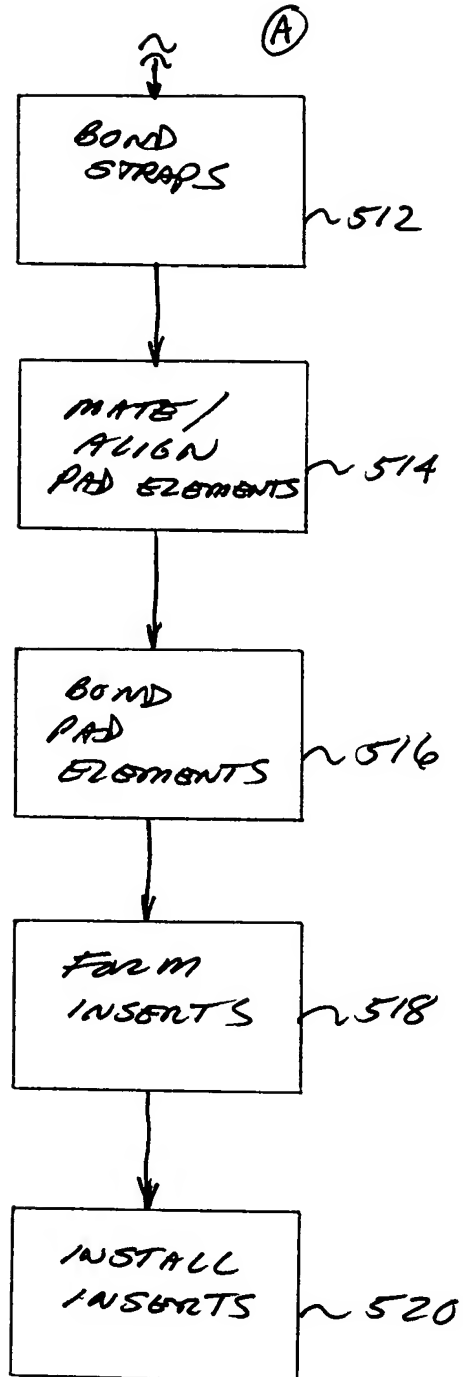 A
BOND
STRAPS
512
MATE/
ALIGN
PAD ELEMENTS
514
BOND
PAD
ELEMENTS
516
FORM
INSERTS
518
INSTALL
INSERTS
520